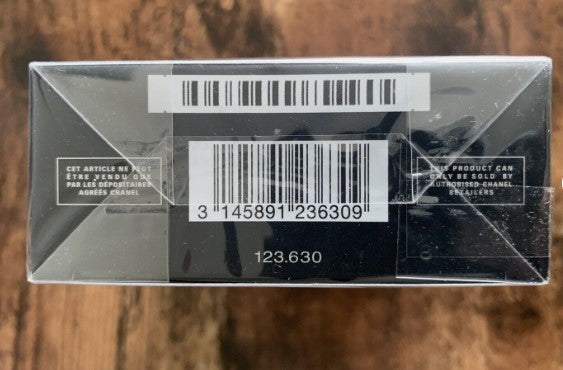 CET ARTICLE NE PEUT
ÊTRE VENDU QUE
PAR LES DÉPOSITAIRES
AGRÉÉS CHANEL
3 145891 236309
123.630
THIS PRODUCT CAN
ONLY BE SOLD BY
AUTHORISED CHANEL
RETAILERS